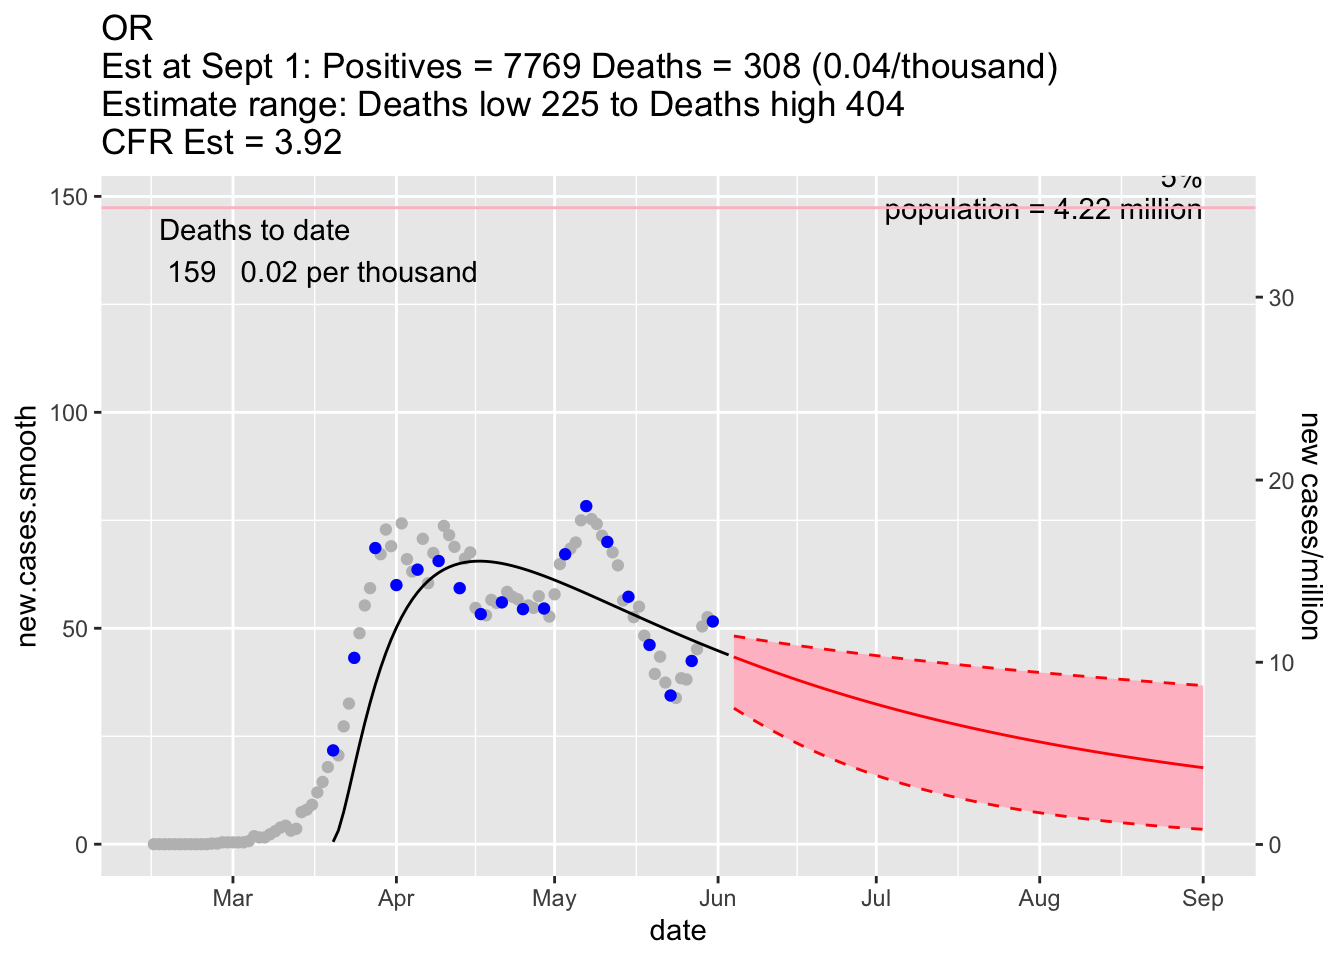 OR
Est at Sept 1: Positives = 7769 Deaths = 308 (0.04/thousand)
Estimate range: Deaths low 225 to Deaths high 404
CFR Est = 3.92
5%
population = 4.22 million
Deaths to date
159 0.02 per thousand
150
100
50
0
new.cases.smooth
30
20
10
0
new cases/million
Mar Apr May Jun Jul Aug Sep
date